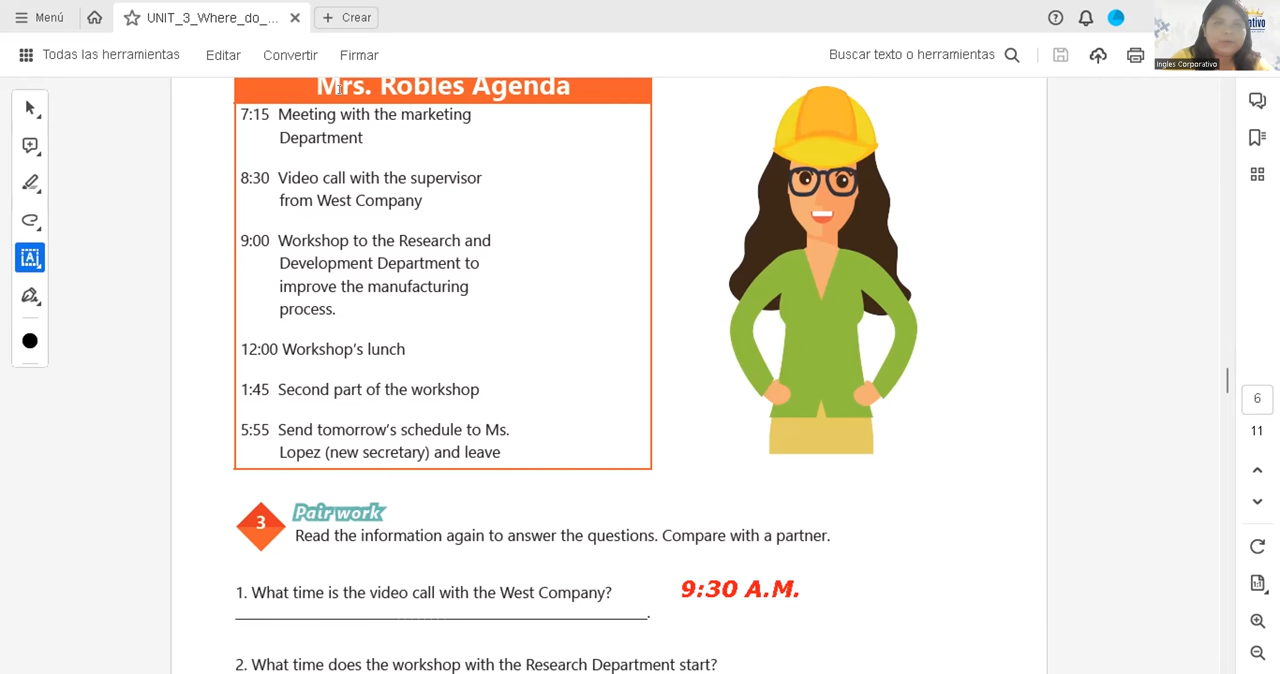 Menú
UNIT_3_Where_do_...
Crear
Todas las herramientas
Editar
Convertir
Firmar
Buscar texto o herramientas
Ingles Corporativo
Mrs. Robles Agenda
7:15 Meeting with the marketing
Department
8:30 Video call with the supervisor
from West Company
9:00 Workshop to the Research and
Development Department to
improve the manufacturing
process.
12:00 Workshop's lunch
1:45 Second part of the workshop
5:55 Send tomorrow's schedule to Ms.
Lopez (new secretary) and leave
3
Pair work
Read the information again to answer the questions. Compare with a partner.
1. What time is the video call with the West Company?
9:30 A.M.
2. What time does the workshop with the Research Department start?
6
11